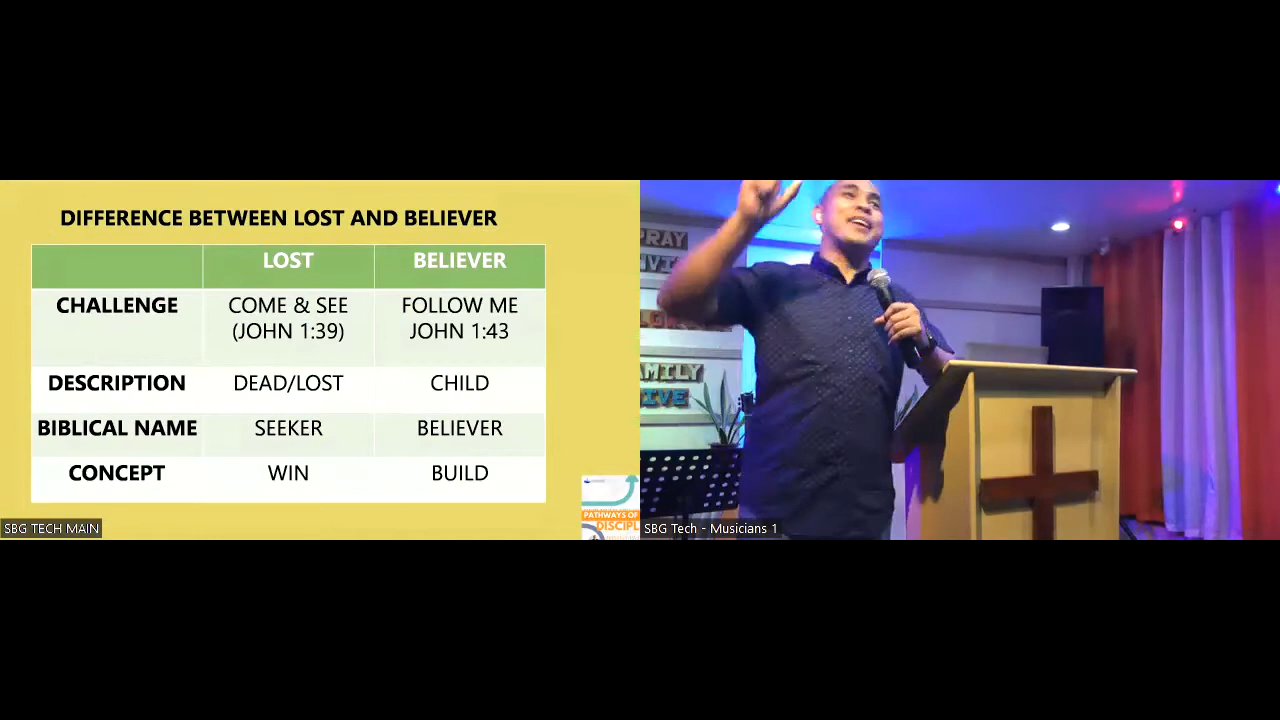 DIFFERENCE BETWEEN LOST AND BELIEVER
LOST BELIEVER
CHALLENGE COME & SEE FOLLOW ME
(JOHN 1:39) JOHN 1:43
DESCRIPTION DEAD/LOST CHILD
BIBLICAL NAME SEEKER BELIEVER
CONCEPT WIN BUILD
PATHWAYS OF
DISCIPL
SBG TECH MAIN
PRAY
AMILY
SBG Tech - Musicians 1